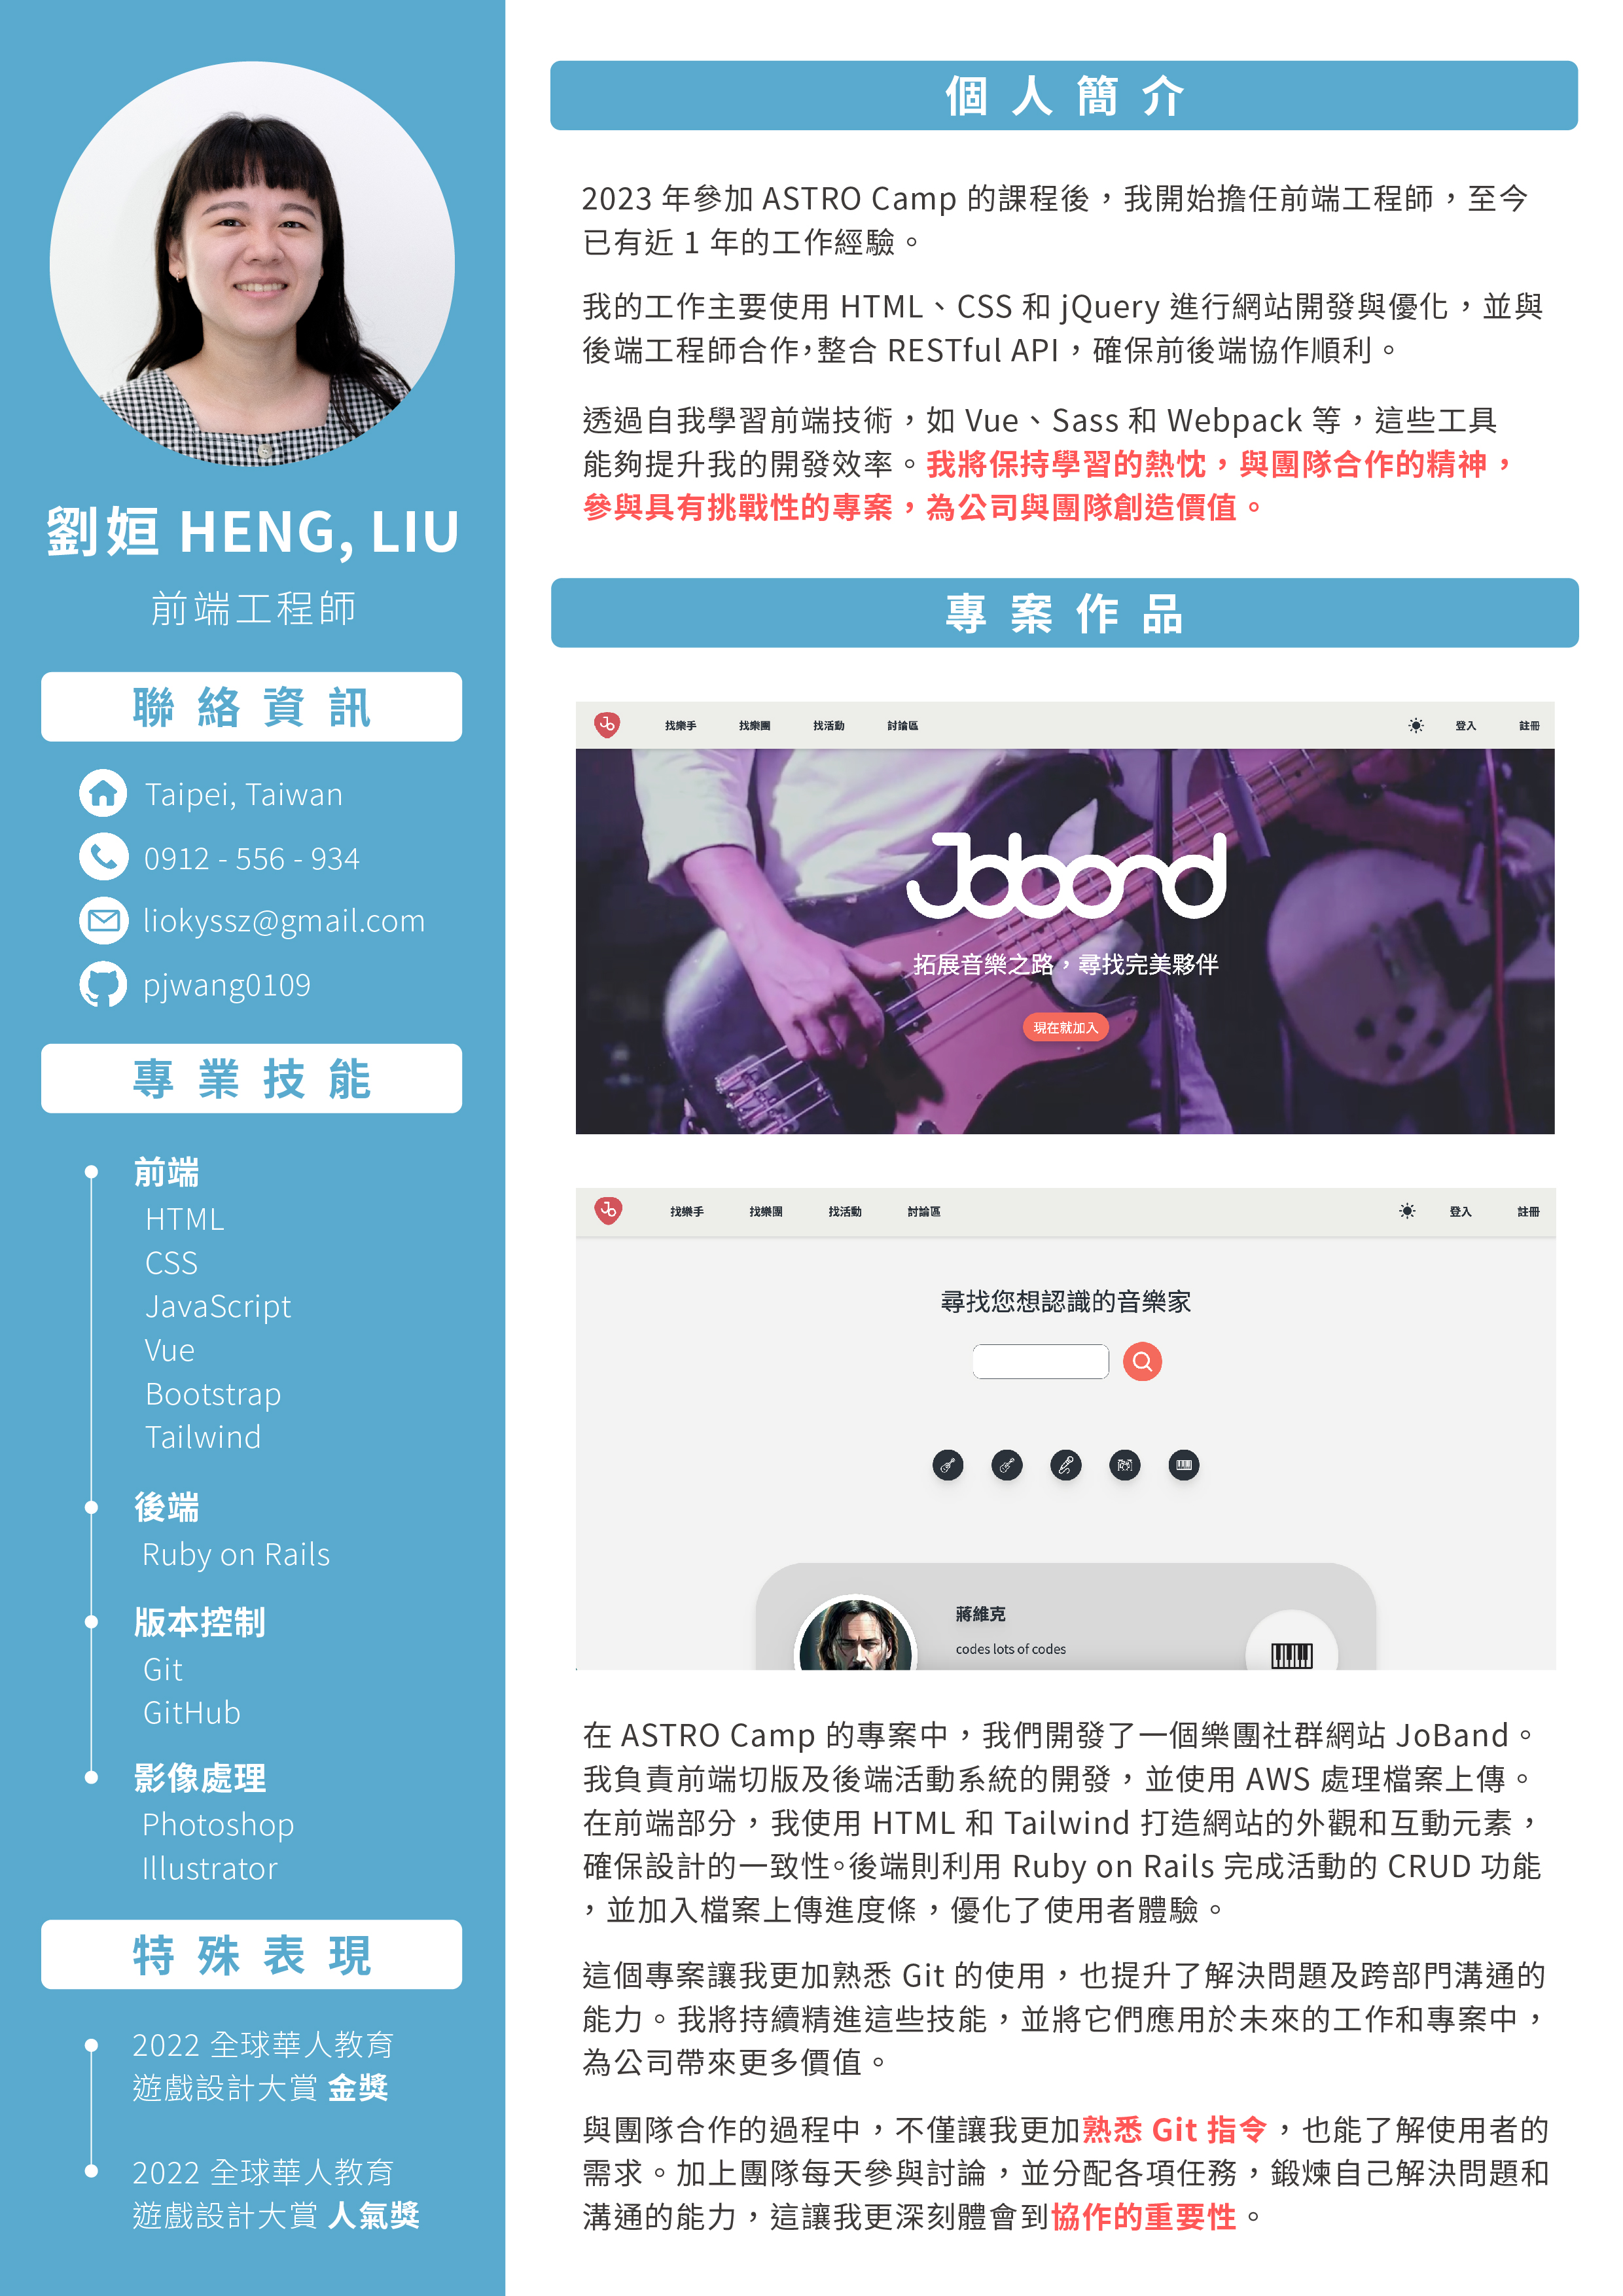 劉姮 HENG, LIU
前端工程師
聯絡資訊
Taipei, Taiwan
0912 - 556 - 934
liokyssz@gmail.com
pjwang0109
專業技能
前端
HTML
CSS
JavaScript
Vue
Bootstrap
Tailwind
後端
Ruby on Rails
版本控制
Git
GitHub
影像處理
Photoshop
Illustrator
特殊表現
2022 全球華人教育
遊戲設計大賞 金獎
2022 全球華人教育
遊戲設計大賞 人氣獎
個人簡介
2023 年參加 ASTRO Camp 的課程後，我開始擔任前端工程師，至今
已有近 1 年的工作經驗。
我的工作主要使用 HTML、CSS 和 jQuery 進行網站開發與優化，並與
後端工程師合作，整合 RESTful API，確保前後端協作順利。
透過自我學習前端技術，如 Vue、Sass 和 Webpack 等，這些工具
能夠提升我的開發效率。我將保持學習的熱忱，與團隊合作的精神，
參與具有挑戰性的專案，為公司與團隊創造價值。
專案作品
Jo 找樂手 找樂團 找活動 討論區 登入 註冊
Joband
拓展音樂之路，尋找完美夥伴
現在就加入
Jo 找樂手 找樂團 找活動 討論區 登入 註冊
尋找您想認識的音樂家
蔣維克
codes lots of codes
在 ASTRO Camp 的專案中，我們開發了一個樂團社群網站 JoBand。
我負責前端切版及後端活動系統的開發，並使用 AWS 處理檔案上傳。
在前端部分，我使用 HTML 和 Tailwind 打造網站的外觀和互動元素，
確保設計的一致性。後端則利用 Ruby on Rails 完成活動的 CRUD 功能
，並加入檔案上傳進度條，優化了使用者體驗。
這個專案讓我更加熟悉 Git 的使用，也提升了解決問題及跨部門溝通的
能力。我將持續精進這些技能，並將它們應用於未來的工作和專案中，
為公司帶來更多價值。
與團隊合作的過程中，不僅讓我更加熟悉 Git 指令，也能了解使用者的
需求。加上團隊每天參與討論，並分配各項任務，鍛煉自己解決問題和
溝通的能力，這讓我更深刻體會到協作的重要性。